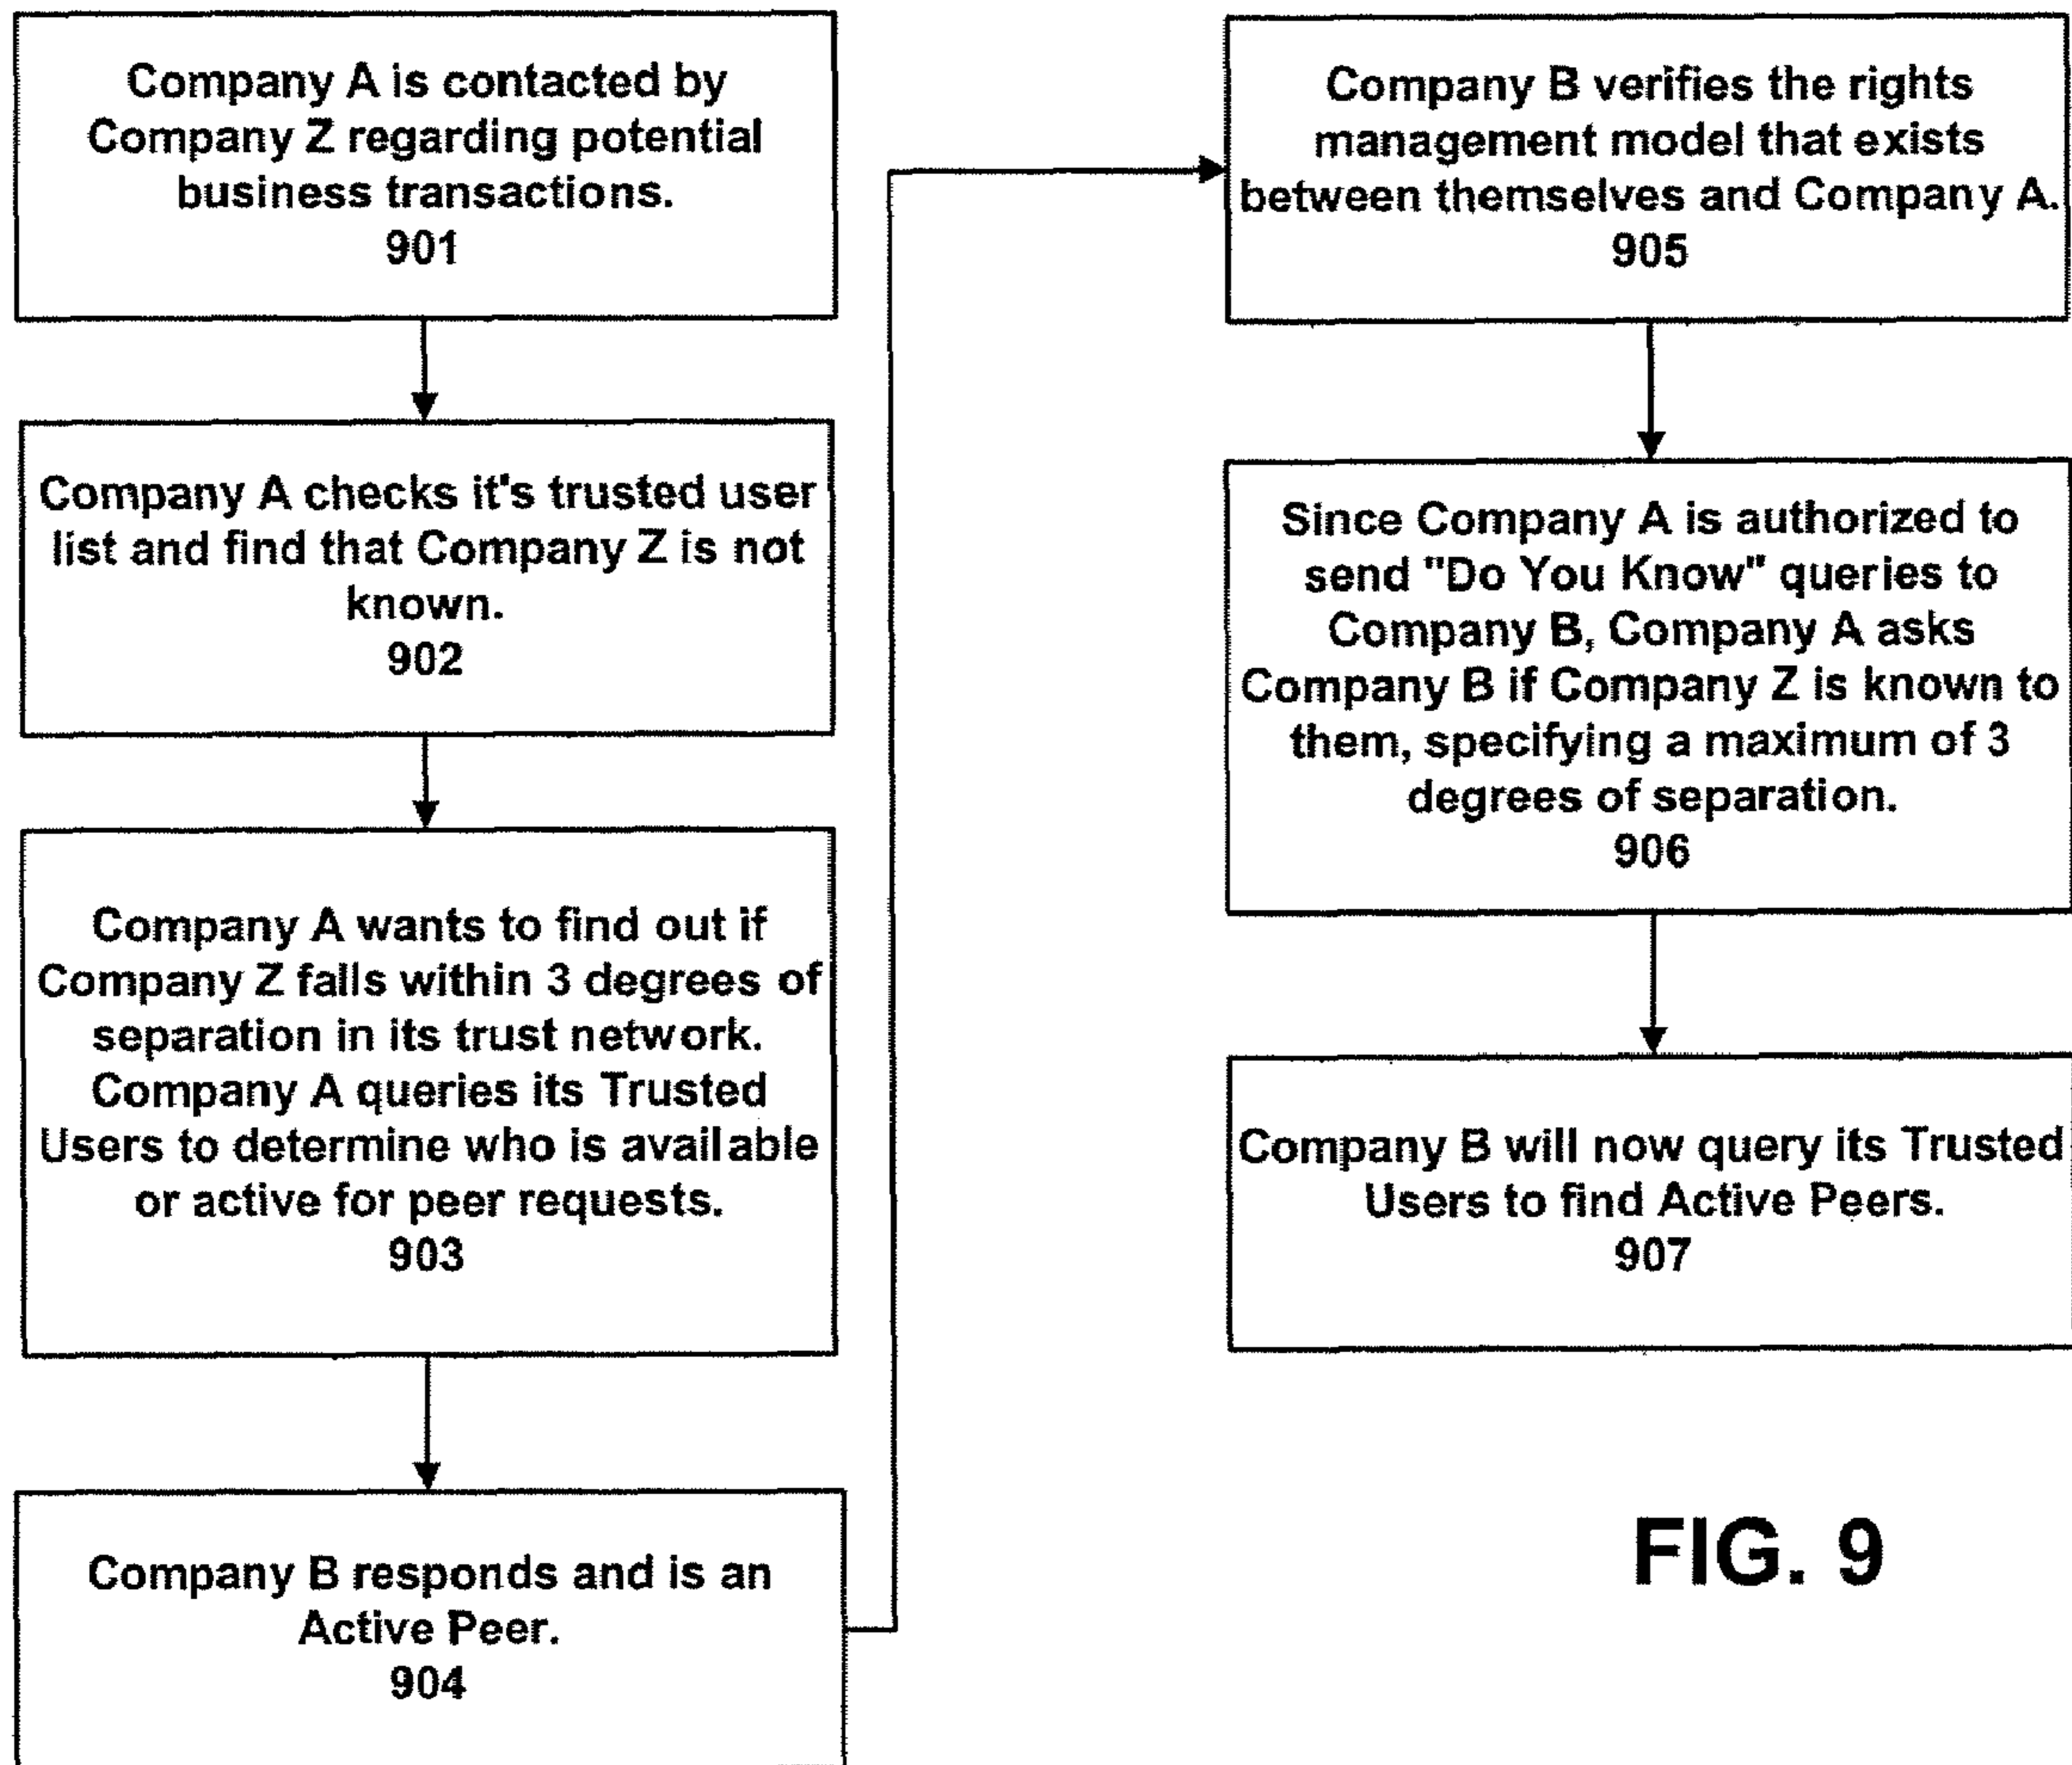 Company A is contacted by
Company Z regarding potential
business transactions.
901
Company A checks it's trusted user
list and find that Company Z is not
known.
902
Company A wants to find out if
Company Z falls within 3 degrees of
separation in its trust network.
Company A queries its Trusted
Users to determine who is available
or active for peer requests.
903
Company B responds and is an
Active Peer.
904
Company B verifies the rights
management model that exists
between themselves and Company A.
905
Since Company A is authorized to
send "Do You Know" queries to
Company B, Company A asks
Company B if Company Z is known to
them, specifying a maximum of 3
degrees of separation.
906
Company B will now query its Trusted
Users to find Active Peers.
907
FIG. 9